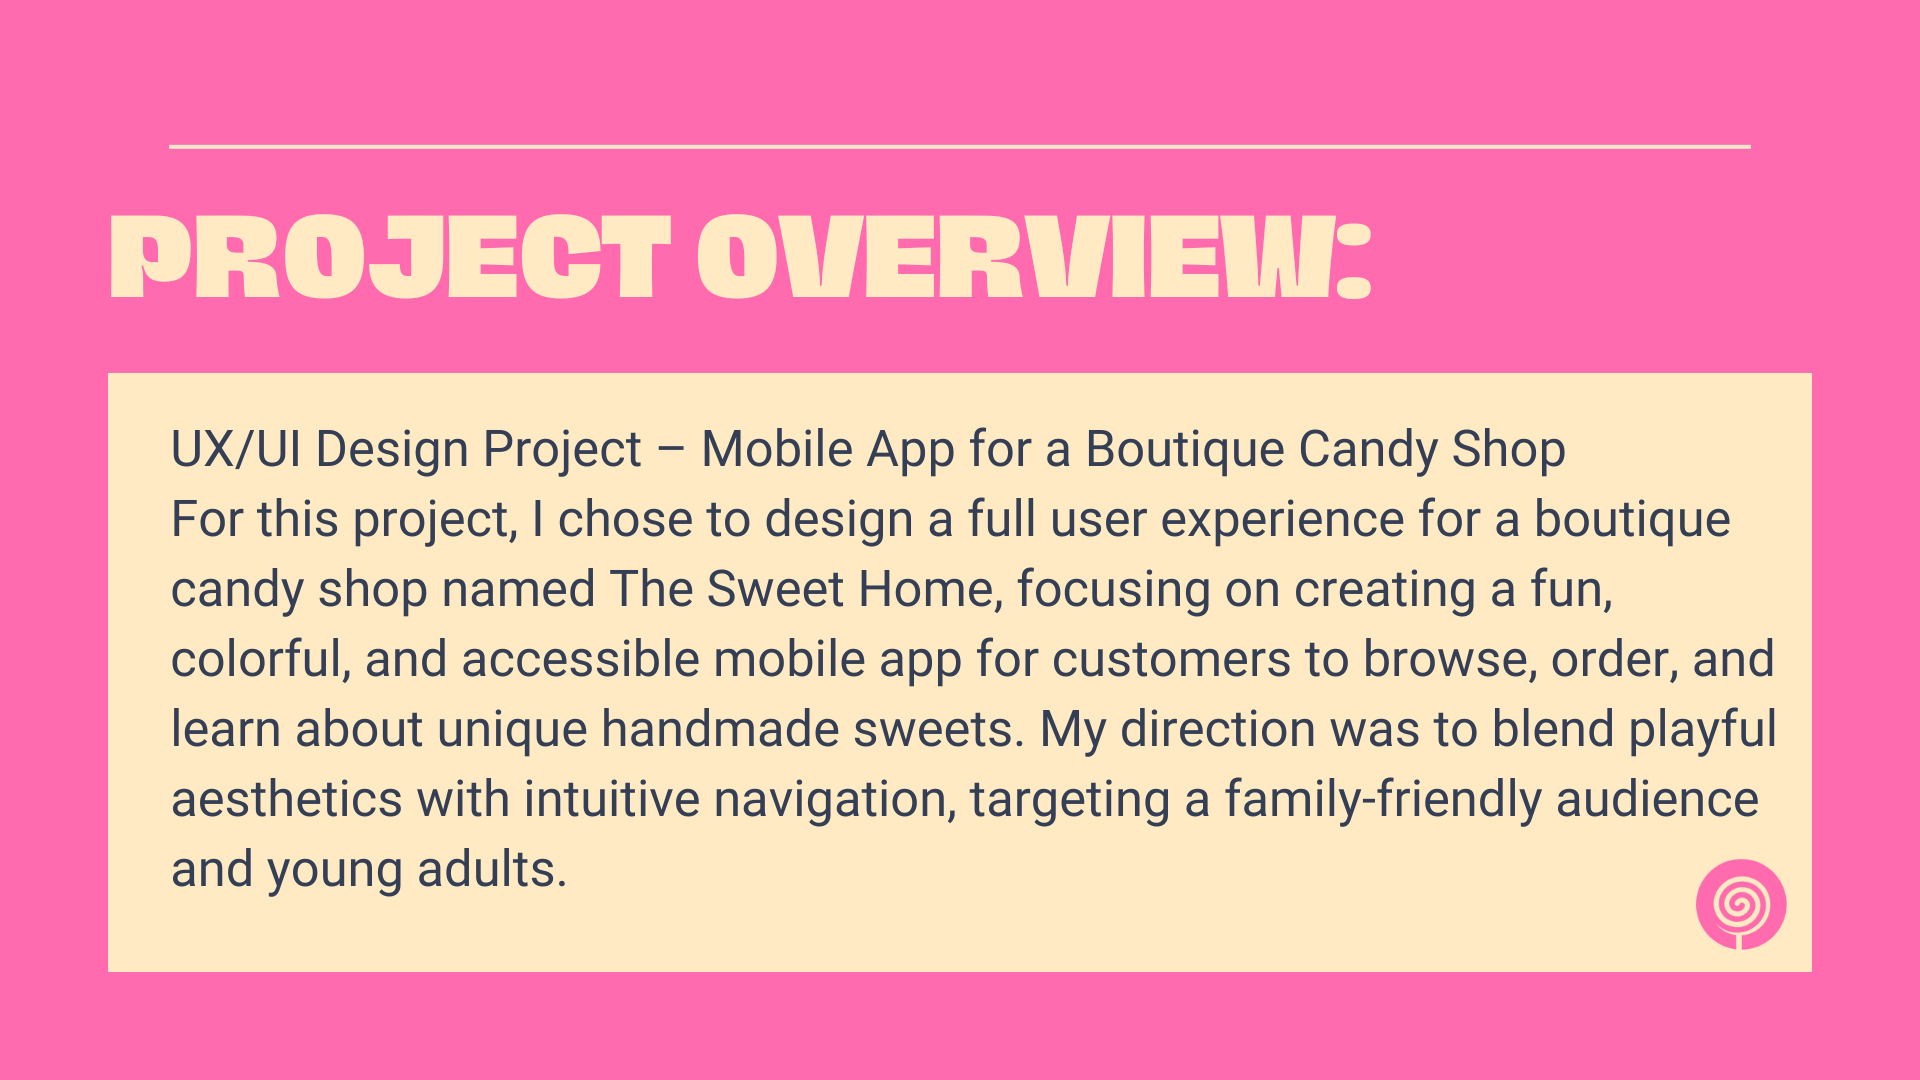 PROJECT OVERVIEW:
UX/UI Design Project – Mobile App for a Boutique Candy Shop
For this project, I chose to design a full user experience for a boutique
candy shop named The Sweet Home, focusing on creating a fun,
colorful, and accessible mobile app for customers to browse, order, and
learn about unique handmade sweets. My direction was to blend playful
aesthetics with intuitive navigation, targeting a family-friendly audience
and young adults.